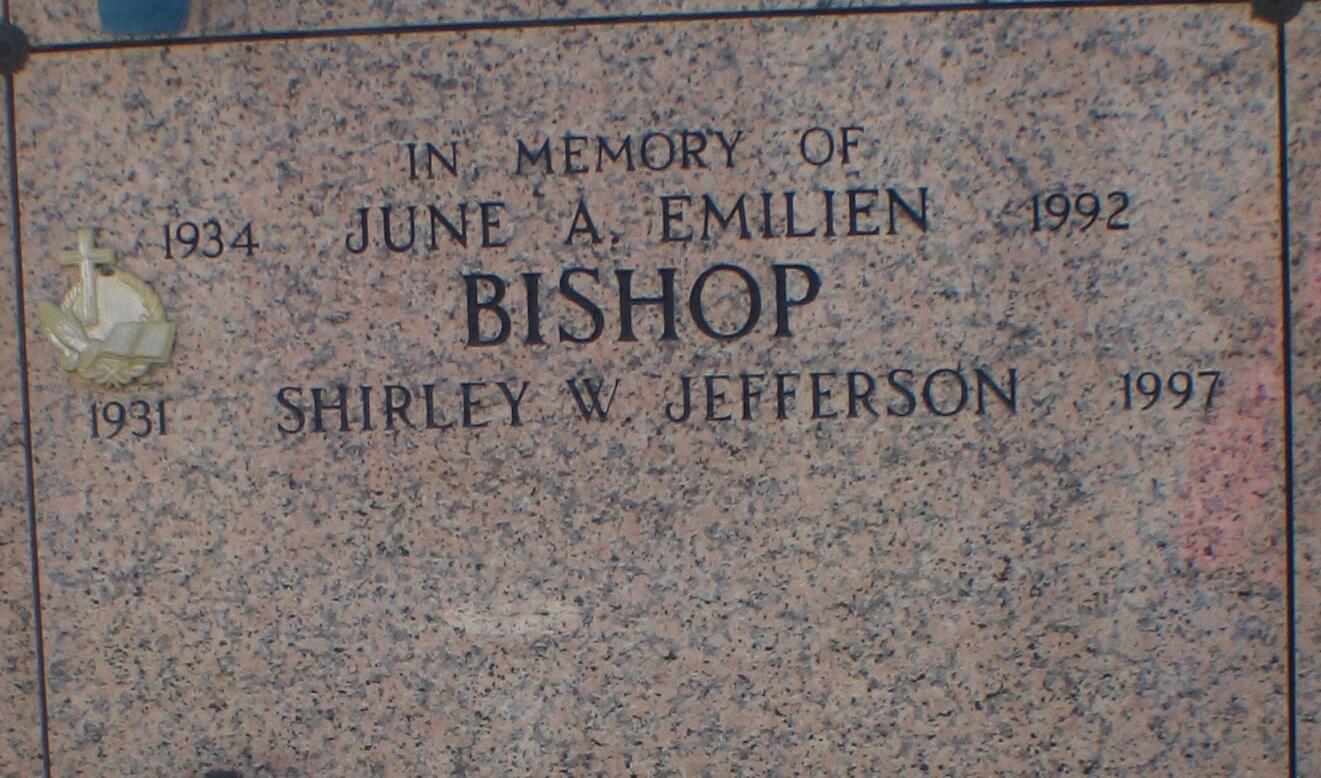 IN MEMORY OF
1934 JUNE A. EMILIEN 1992
BISHOP
1931 SHIRLEY W. JEFFERSON 1997